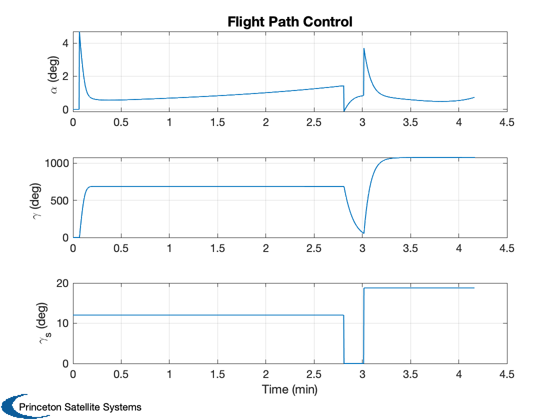 Flight Path Control
4
2
0
α (deg)
0 0.5 1 1.5 2 2.5 3 3.5 4 4.5
1000
500
0
γ (deg)
0 0.5 1 1.5 2 2.5 3 3.5 4 4.5
20
10
0
γs (deg)
0 0.5 1 1.5 2 2.5 3 3.5 4 4.5
Time (min)
Princeton Satellite Systems